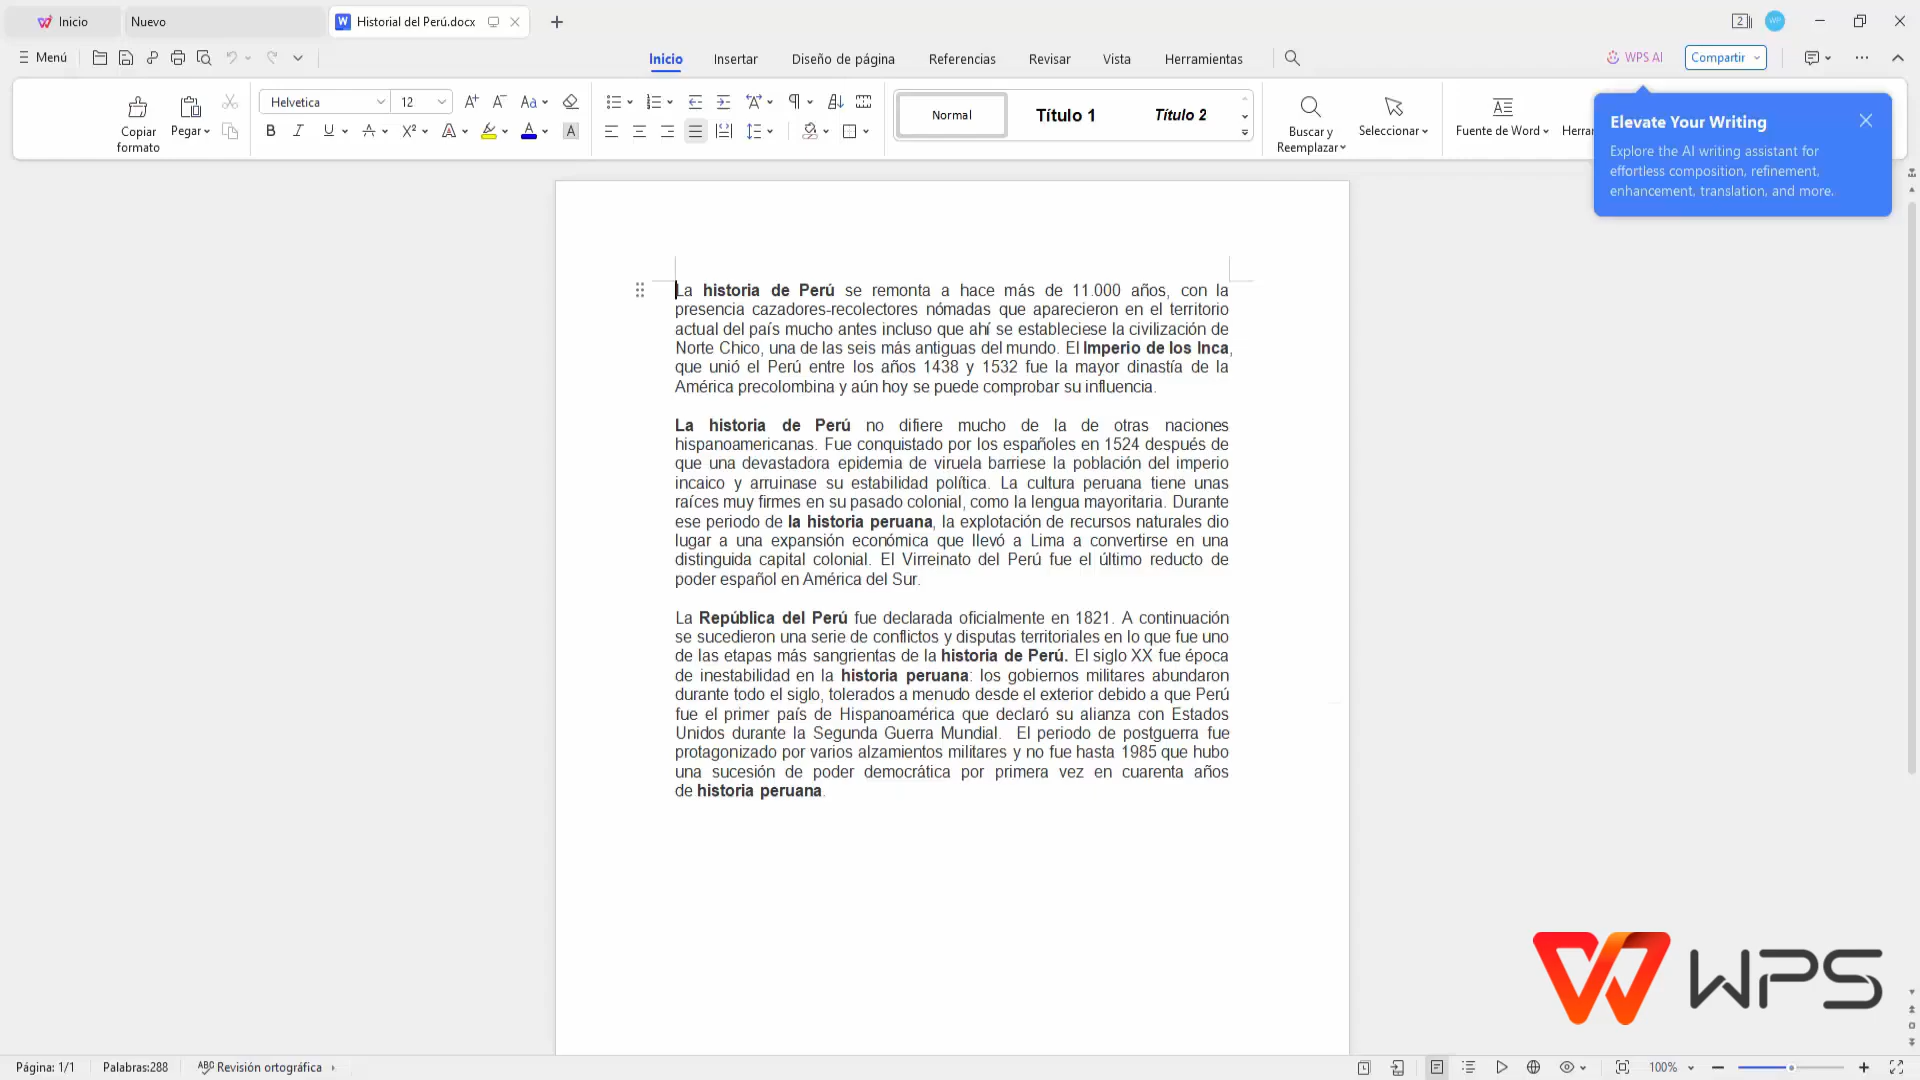 Inicio
Nuevo
Historial del Perú.docx
2
WP
Menú
Inicio
Insertar
Diseño de página
Referencias
Revisar
Vista
Herramientas
WPS AI
Compartir
Copiar formato
Pegar
Helvetica
12
Normal
Título 1
Título 2
Buscar y Reemplazar
Seleccionar
Fuente de Word
Elevate Your Writing
Explore the AI writing assistant for
effortless composition, refinement,
enhancement, translation, and more.
La historia de Perú se remonta a hace más de 11.000 años, con la
presencia cazadores-recolectores nómadas que aparecieron en el territorio
actual del país mucho antes incluso que ahí se estableciese la civilización de
Norte Chico, una de las seis más antiguas del mundo. El Imperio de los Inca,
que unió el Perú entre los años 1438 y 1532 fue la mayor dinastía de la
América precolombina y aún hoy se puede comprobar su influencia.
La historia de Perú no difiere mucho de la de otras naciones
hispanoamericanas. Fue conquistado por los españoles en 1524 después de
que una devastadora epidemia de viruela barriese la población del imperio
incaico y arruinase su estabilidad política. La cultura peruana tiene unas
raíces muy firmes en su pasado colonial, como la lengua mayoritaria. Durante
ese periodo de la historia peruana, la explotación de recursos naturales dio
lugar a una expansión económica que llevó a Lima a convertirse en una
distinguida capital colonial. El Virreinato del Perú fue el último reducto de
poder español en América del Sur.
La República del Perú fue declarada oficialmente en 1821. A continuación
se sucedieron una serie de conflictos y disputas territoriales en lo que fue uno
de las etapas más sangrientas de la historia de Perú. El siglo XX fue época
de inestabilidad en la historia peruana: los gobiernos militares abundaron
durante todo el siglo, tolerados a menudo desde el exterior debido a que Perú
fue el primer país de Hispanoamérica que declaró su alianza con Estados
Unidos durante la Segunda Guerra Mundial. El periodo de postguerra fue
protagonizado por varios alzamientos militares y no fue hasta 1985 que hubo
una sucesión de poder democrática por primera vez en cuarenta años
de historia peruana.
WPS
Página: 1/1
Palabras:288
Revisión ortográfica
100%